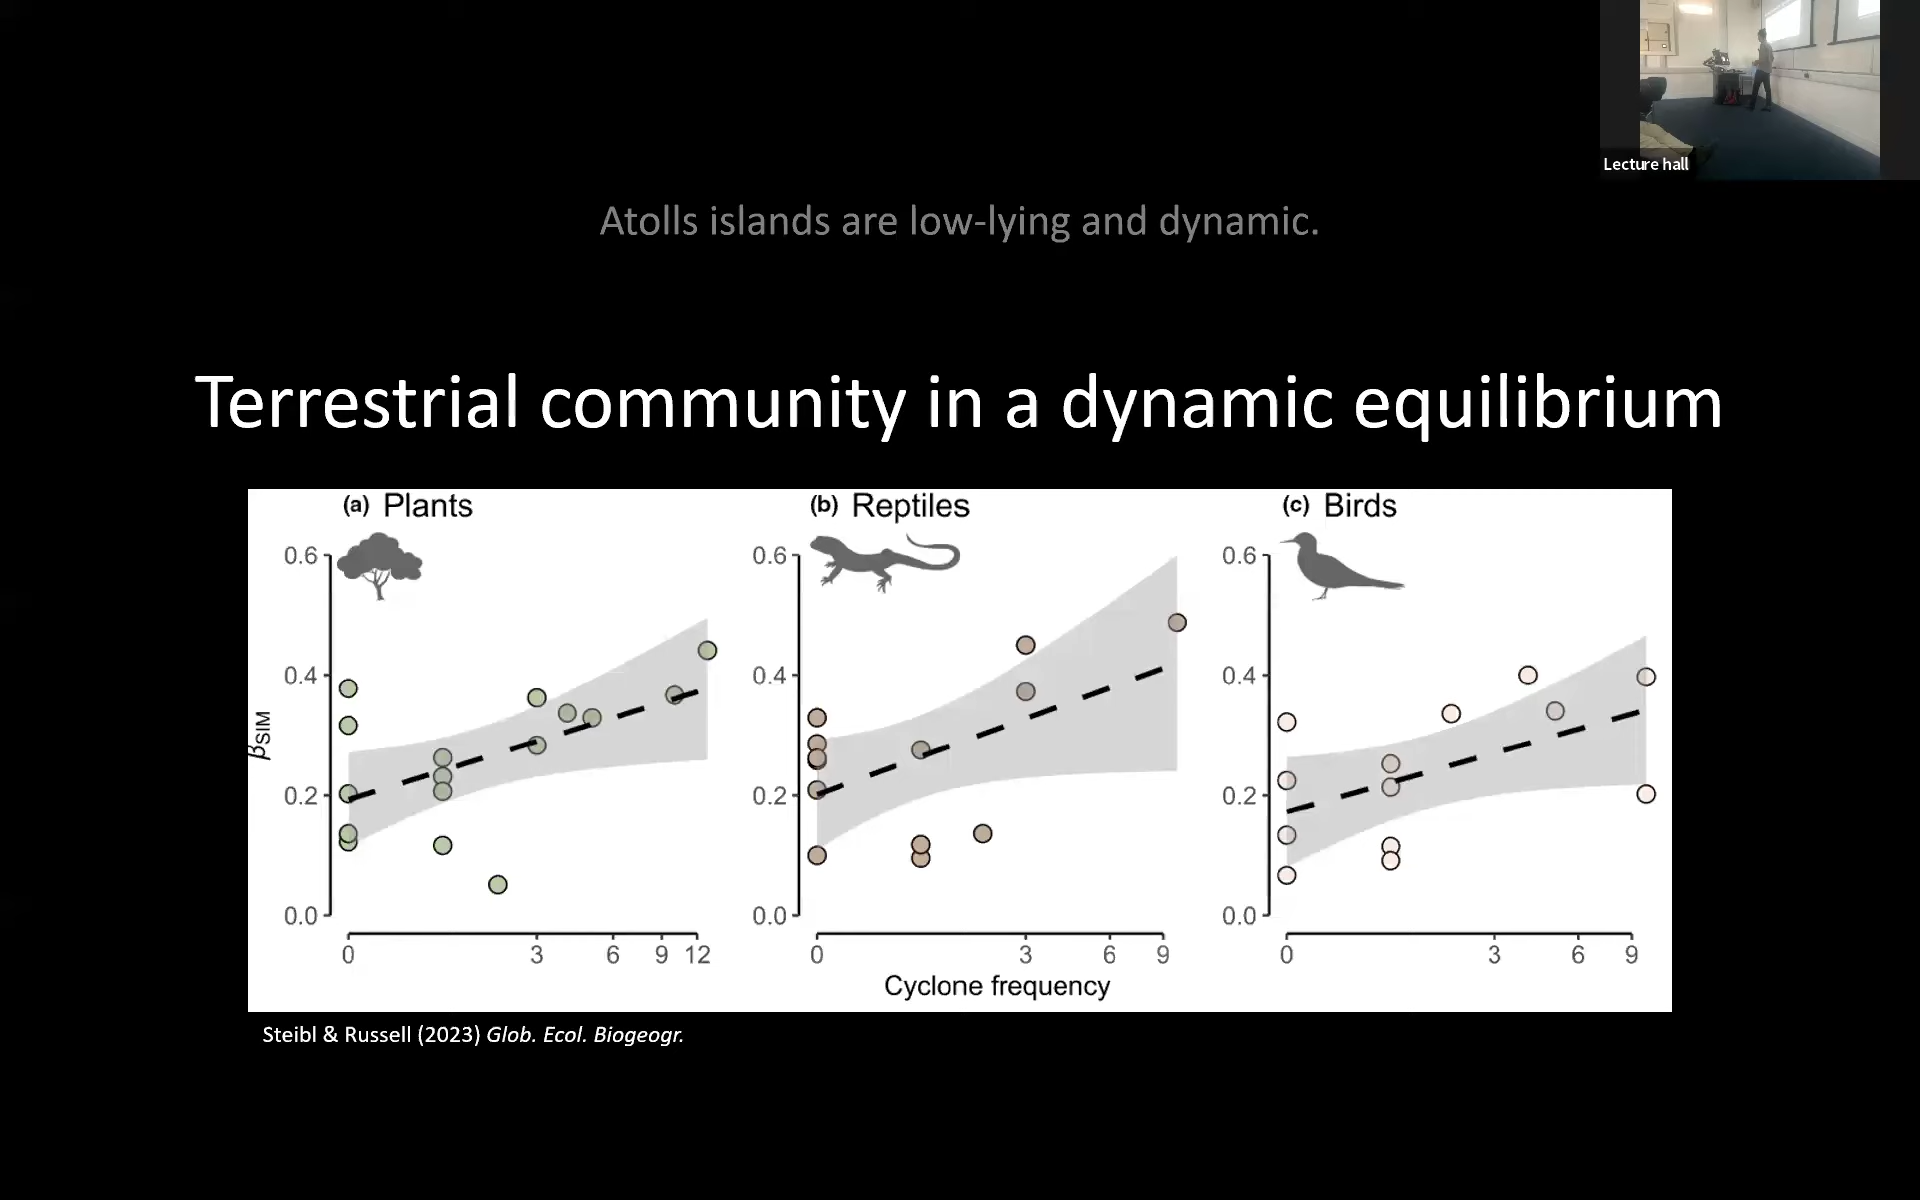 Lecture hall
Atolls islands are low-lying and dynamic.
Terrestrial community in a dynamic equilibrium
(a) Plants
(b) Reptiles
(c) Birds
βSIM
0.6
0.4
0.2
0.0
0 3 6 9 12
0.6
0.4
0.2
0.0
0 3 6 9
0.6
0.4
0.2
0.0
0 3 6 9
Cyclone frequency
Steibl & Russell (2023) Glob. Ecol. Biogeogr.